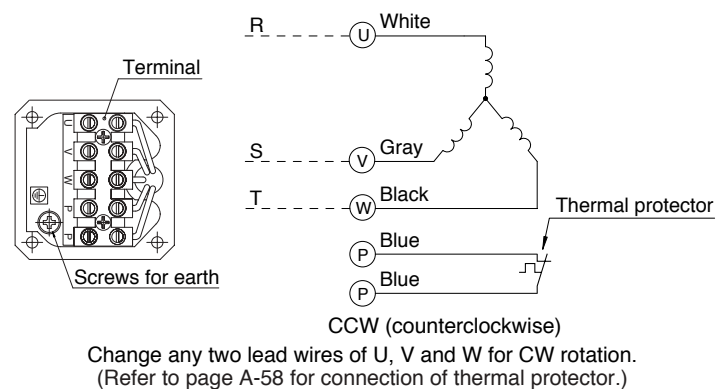 Terminal
U
V
W
P
P
Screws for earth
R
U
White
S
V
Gray
T
W
Black
Thermal protector
P
Blue
P
Blue
CCW (counterclockwise)
Change any two lead wires of U, V and W for CW rotation.
(Refer to page A-58 for connection of thermal protector.)